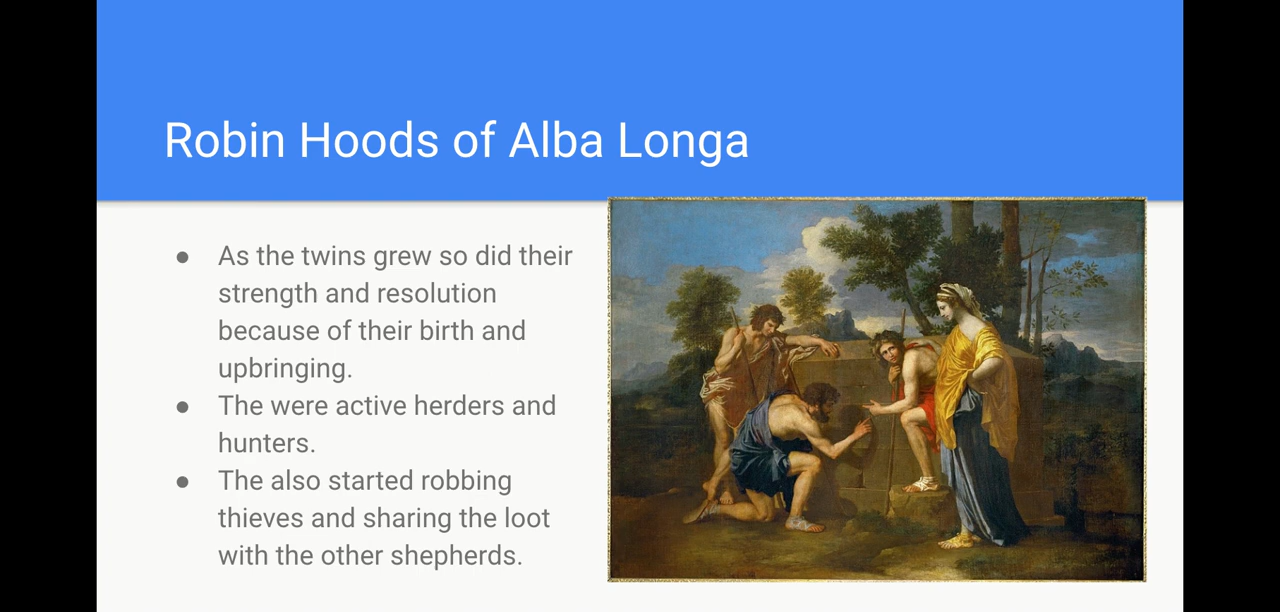 Robin Hoods of Alba Longa
● As the twins grew so did their
strength and resolution
because of their birth and
upbringing.
● The were active herders and
hunters.
● The also started robbing
thieves and sharing the loot
with the other shepherds.